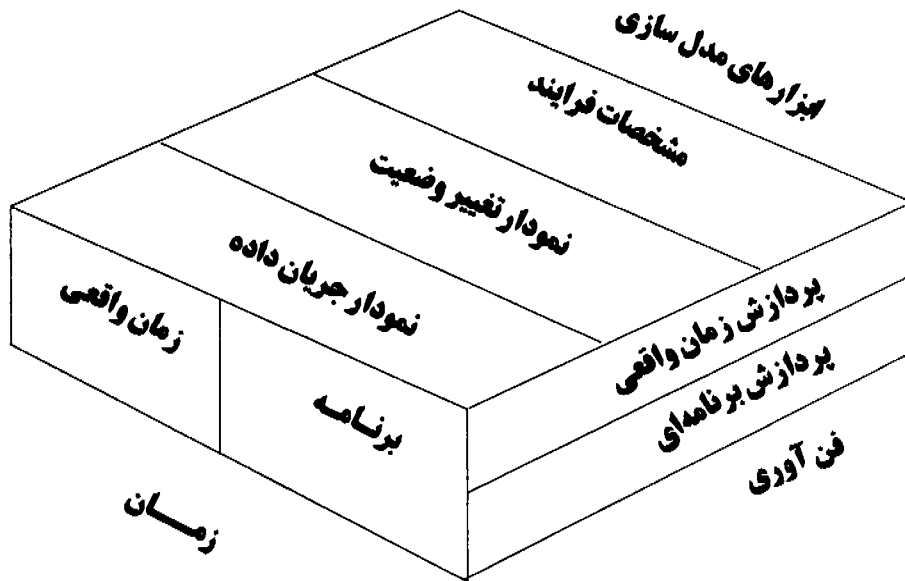 ابزارهای مدل سازی
مشخصات فرایند
نمودار تغییر وضعیت
نمودار جریان داده
زمان واقعی
برنامه
زمان
پردازش زمان واقعی
پردازش برنامه‌ای
فن آوری